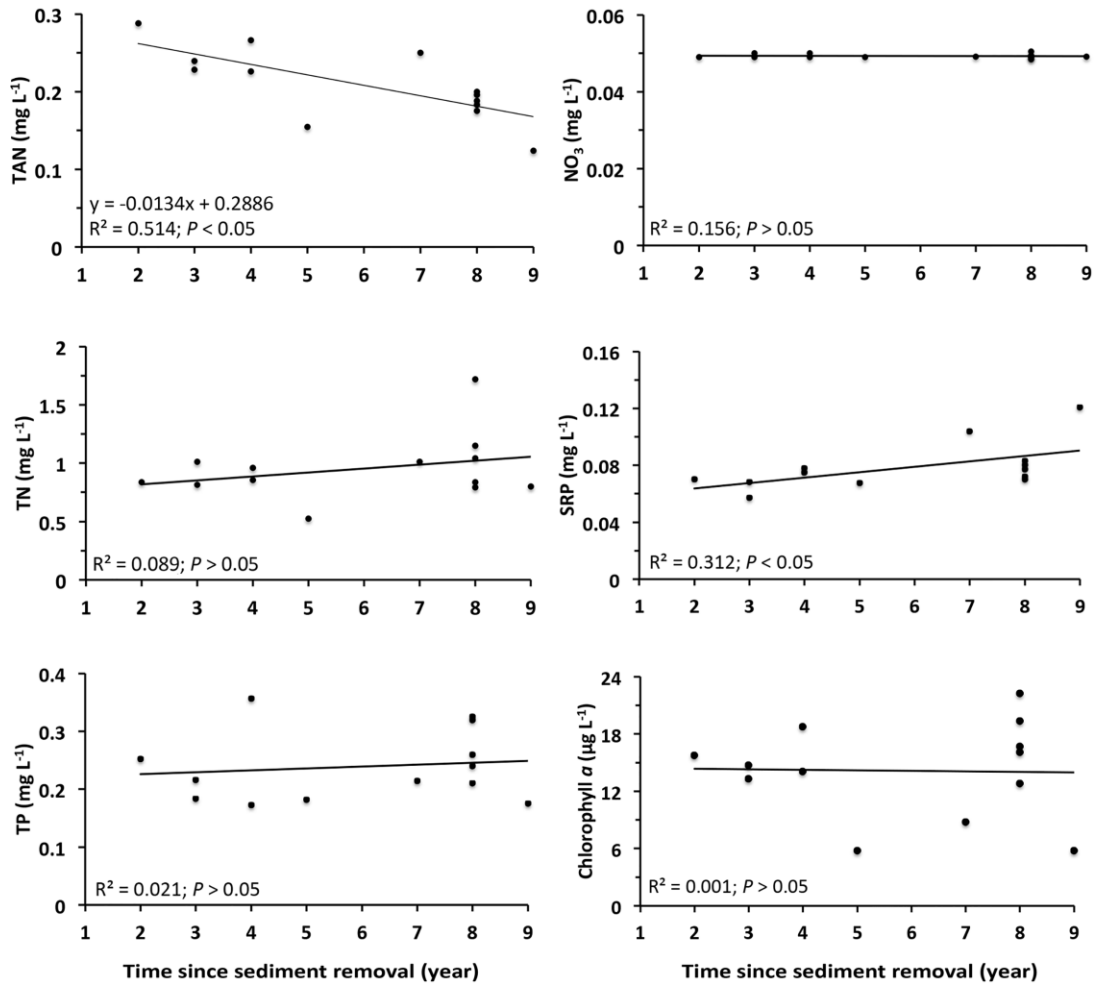 0.3
0.2
0.1
0
TAN (mg L⁻¹)
y = -0.0134x + 0.2886
R² = 0.514; P < 0.05
1 2 3 4 5 6 7 8 9
0.06
0.04
0.02
0
NO₃ (mg L⁻¹)
R² = 0.156; P > 0.05
1 2 3 4 5 6 7 8 9
2
1.5
1
0.5
0
TN (mg L⁻¹)
R² = 0.089; P > 0.05
1 2 3 4 5 6 7 8 9
0.16
0.12
0.08
0.04
0
SRP (mg L⁻¹)
R² = 0.312; P < 0.05
1 2 3 4 5 6 7 8 9
0.4
0.3
0.2
0.1
0
TP (mg L⁻¹)
R² = 0.021; P > 0.05
1 2 3 4 5 6 7 8 9
Time since sediment removal (year)
24
18
12
6
0
Chlorophyll a (µg L⁻¹)
R² = 0.001; P > 0.05
1 2 3 4 5 6 7 8 9
Time since sediment removal (year)